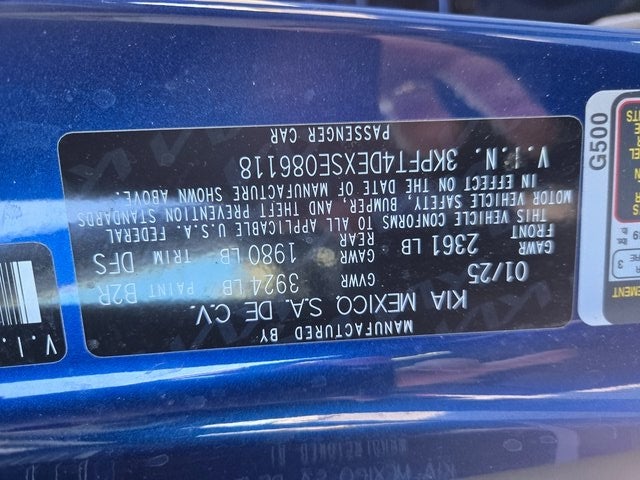 MANUFACTURED BY
KIA MEXICO, S.A. DE C.V.
01/25 GVWR 3924 LB PAINT B2R
GAWR FRONT 2361 LB GAWR REAR 1980 LB TRIM DFS
THIS VEHICLE CONFORMS TO ALL APPLICABLE U.S.A. FEDERAL
MOTOR VEHICLE SAFETY, BUMPER, AND THEFT PREVENTION STANDARDS
IN EFFECT ON THE DATE OF MANUFACTURE SHOWN ABOVE.
V.I.N. 3KPFT4DEXSE086118
PASSENGER CAR
G500
V.I.